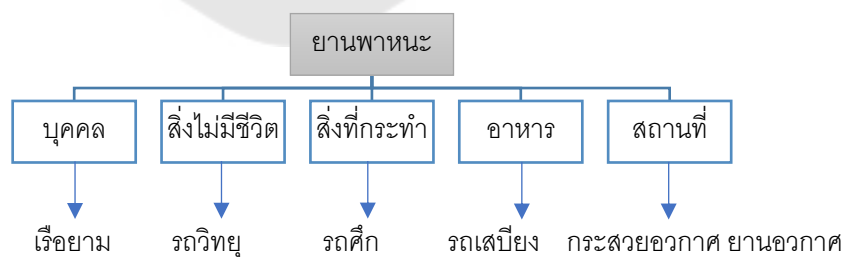 ยานพาหนะ
บุคคล สิ่งไม่มีชีวิต สิ่งที่กระทำ อาหาร สถานที่
เรือยาม รถวิทยุ รถศึก รถเสบียง กระสวยอวกาศ ยานอวกาศ